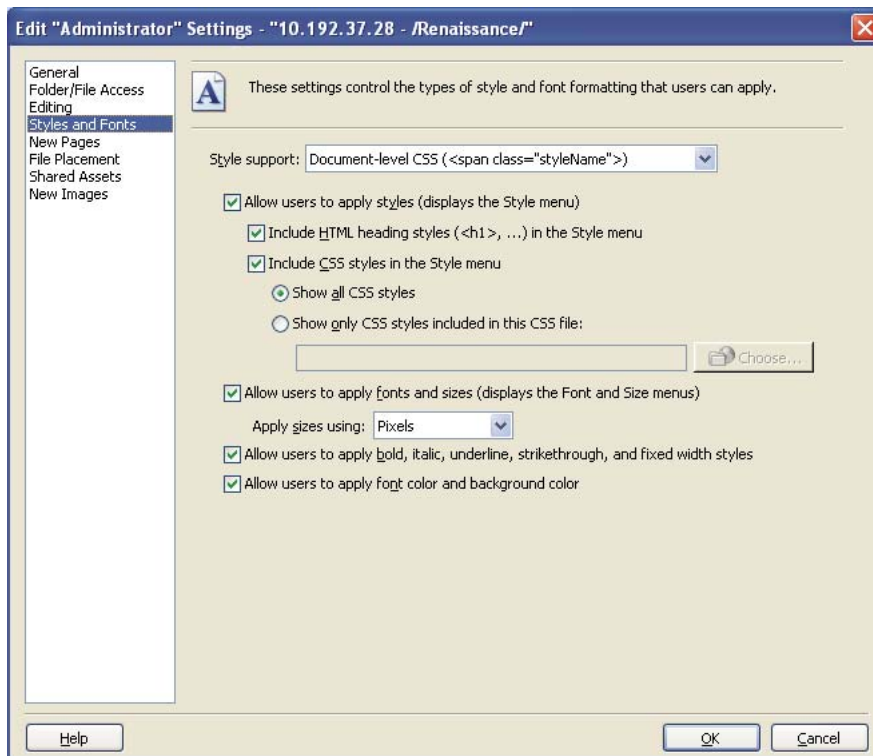 Edit "Administrator" Settings - "10.192.37.28 - /Renaissance/"
General
Folder/File Access
Editing
Styles and Fonts
New Pages
File Placement
Shared Assets
New Images
A
These settings control the types of style and font formatting that users can apply.
Style support: Document-level CSS (<span class="styleName">)
Allow users to apply styles (displays the Style menu)
Include HTML heading styles (<h1>, ...) in the Style menu
Include CSS styles in the Style menu
Show all CSS styles
Show only CSS styles included in this CSS file:
Choose...
Allow users to apply fonts and sizes (displays the Font and Size menus)
Apply sizes using: Pixels
Allow users to apply bold, italic, underline, strikethrough, and fixed width styles
Allow users to apply font color and background color
Help
OK
Cancel